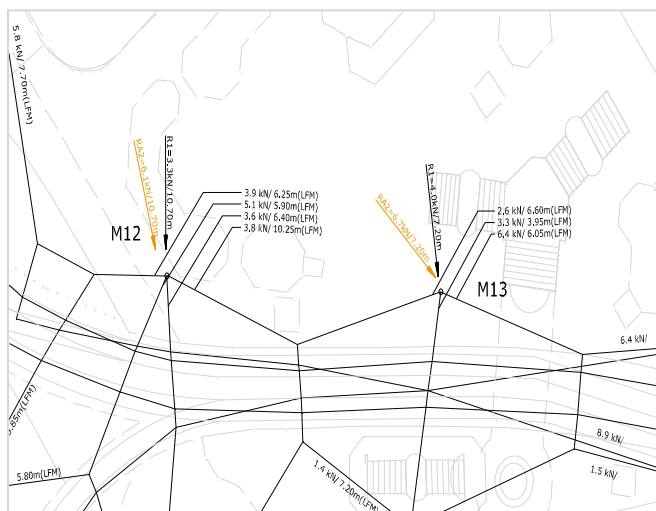 5.8 kN/ 7.70m(LFM)
RA2=6.1kN/10.70m
R1=3.3kN/10.70m
3.9 kN/ 6.25m(LFM)
5.1 kN/ 5.90m(LFM)
3.6 kN/ 6.40m(LFM)
3.8 kN/ 10.25m(LFM)
M12
R1=4.0kN/7.20m
RA2=6.7kN/7.20m
2.6 kN/ 6.60m(LFM)
3.3 kN/ 3.95m(LFM)
6.4 kN/ 6.05m(LFM)
M13
6.4 kN/
.85m(LFM)
8.9 kN/
5.80m(LFM)
1.4 kN/ 7.20m(LFM)
1.5 kN/